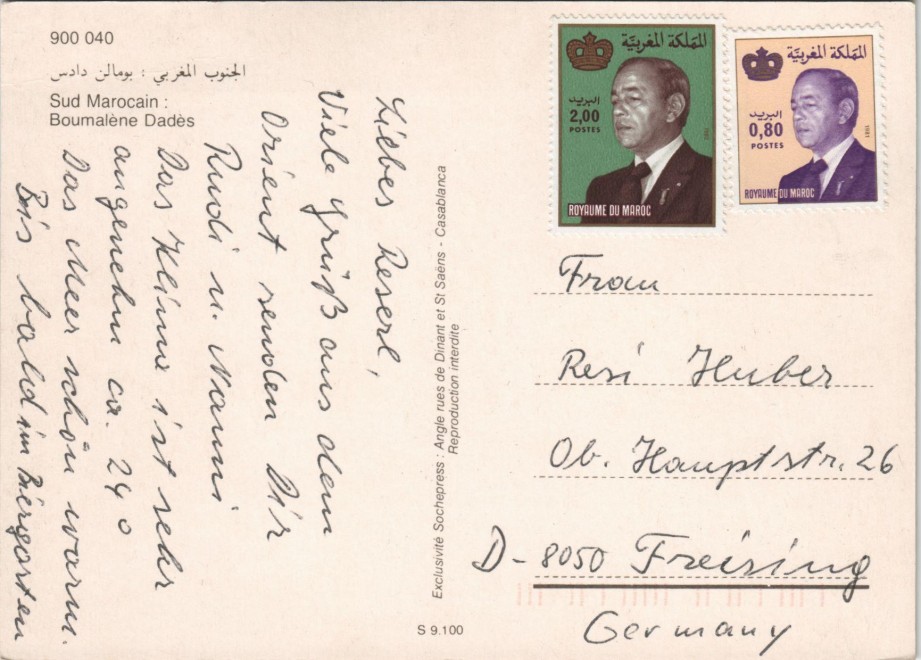 900 040
الجنوب المغربي : بومالن دادس
Sud Marocain :
Boumalène Dadès
Liebes Reserl,
Viele Grüß aus dem
Orient senden Dir
Rudi u. Nanni
Das Klima ist sehr
angenehm ca. 24°
Das Meer schön warm.
Bis bald im Biergarten
Exclusivité Sochepress : Angle rues de Dinant et St Saëns - Casablanca
Reproduction interdite
S 9.100
المملكة المغربية
البريد
2,00
POSTES
1981
ROYAUME DU MAROC
المملكة المغربية
البريد
0,80
POSTES
1981
ROYAUME DU MAROC
Frau
Resi Huber
Ob. Hauptstr. 26
D-8050 Freising
Germany